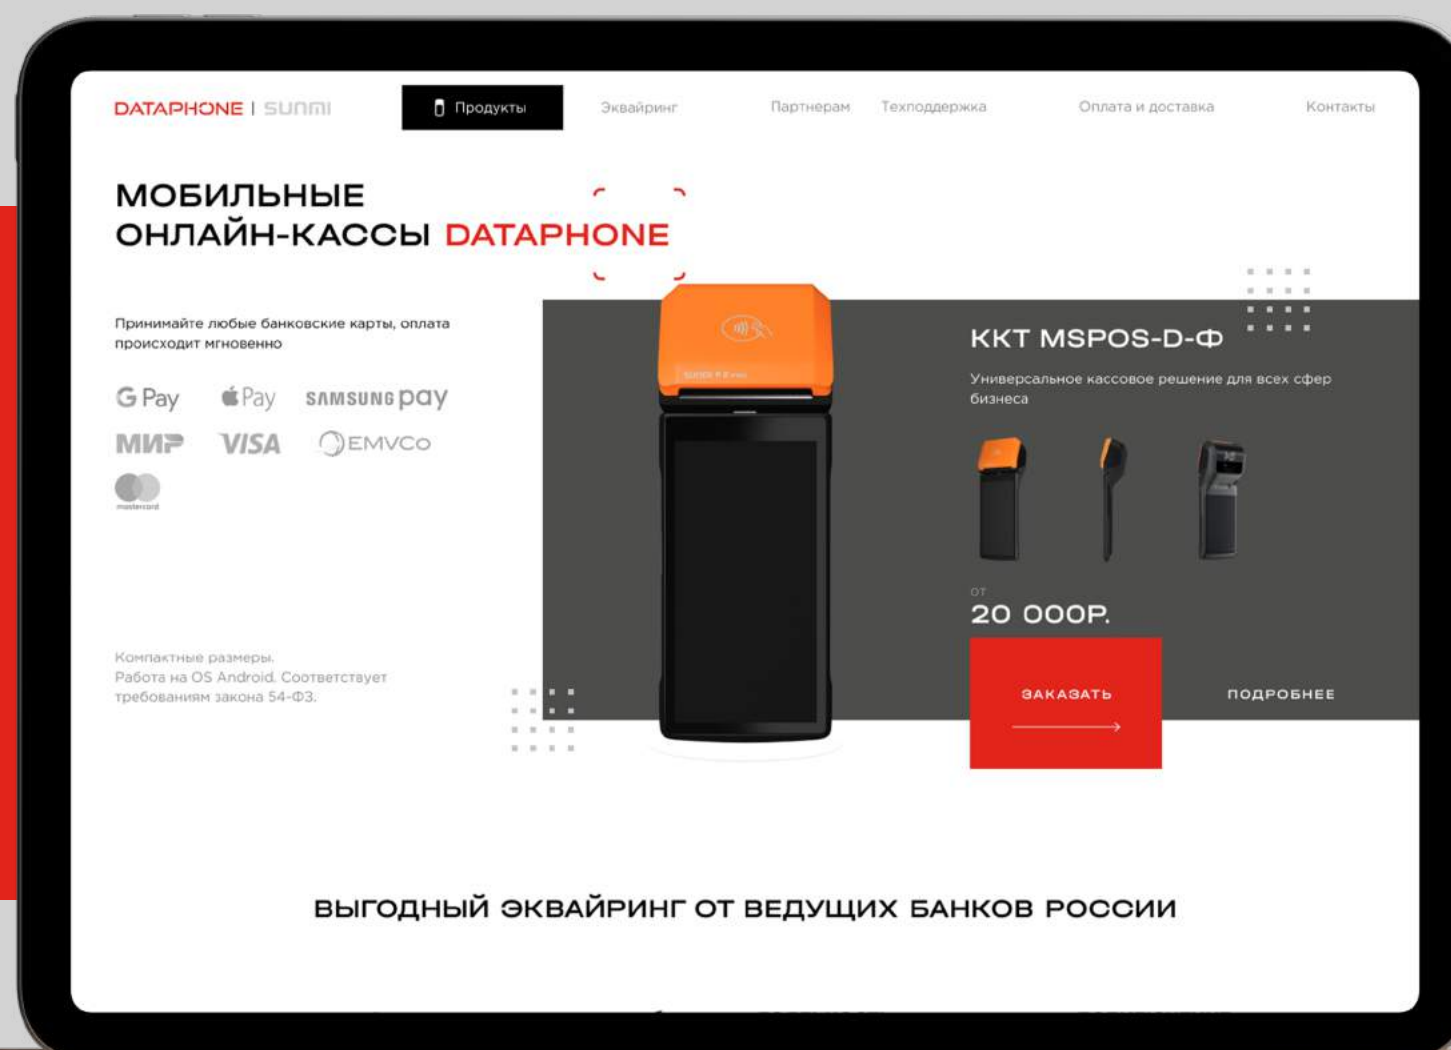 DATAPHONE | SUNMI
Продукты
Эквайринг
Партнерам
Техподдержка
Оплата и доставка
Контакты
МОБИЛЬНЫЕ
ОНЛАЙН-КАССЫ DATAPHONE
Принимайте любые банковские карты, оплата
происходит мгновенно
G Pay
Pay
SAMSUNG pay
МИР
VISA
EMVCo
mastercard
Компактные размеры.
Работа на OS Android. Соответствует
требованиям закона 54-ФЗ.
SUNMI
ККТ MSPOS-D-Ф
Универсальное кассовое решение для всех сфер
бизнеса
от
20 000Р.
ЗАКАЗАТЬ
ПОДРОБНЕЕ
ВЫГОДНЫЙ ЭКВАЙРИНГ ОТ ВЕДУЩИХ БАНКОВ РОССИИ